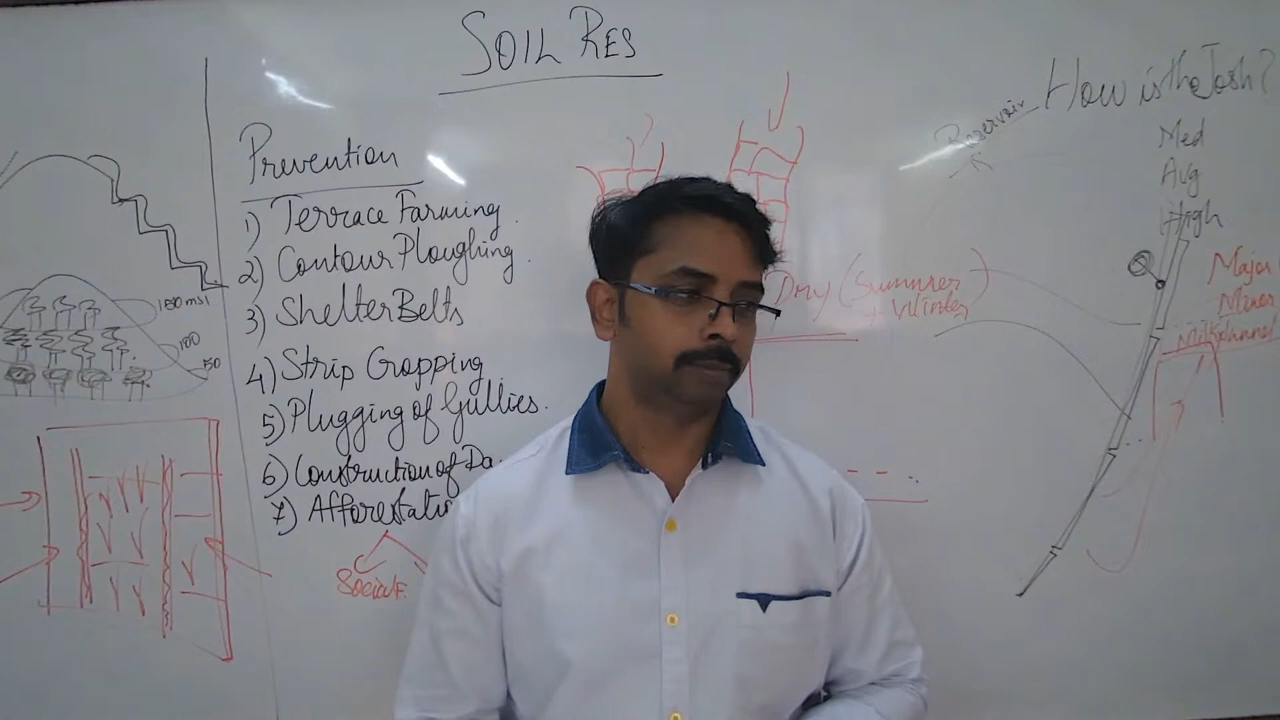 SOIL RES
Prevention
1) Terrace Farming.
2) Contour Ploughing.
3) Shelter Belts
4) Strip Cropping
5) Plugging of Gullies.
6) Construction of Da
7) Afforestatio
Social F.
150 msl
100
50
Dry (Summer
+ Winter)
Reservoir
How is the Josh?
Med
Avg
High
Major
Minor